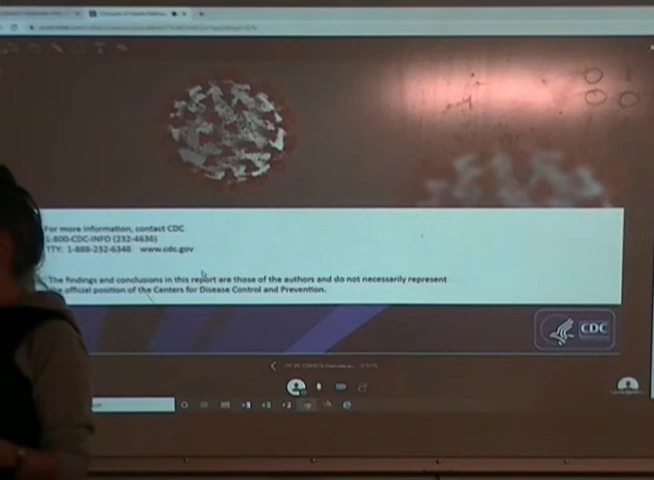 For more information, contact CDC
1-800-CDC-INFO (232-4636)
TTY: 1-888-232-6348 www.cdc.gov
The findings and conclusions in this report are those of the authors and do not necessarily represent
official position of the Centers for Disease Control and Prevention.
CDC